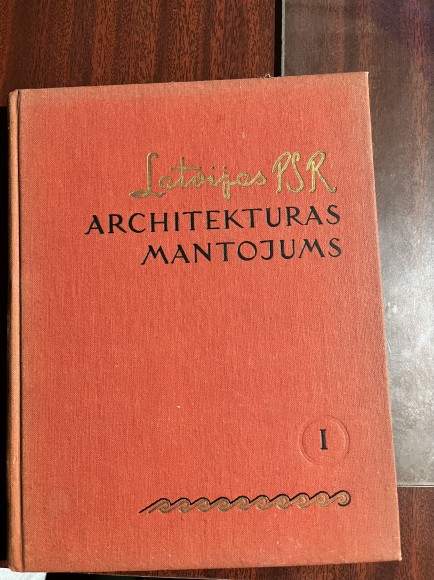 Latvijas PSR
ARCHITEKTURAS
MANTOJUMS
I